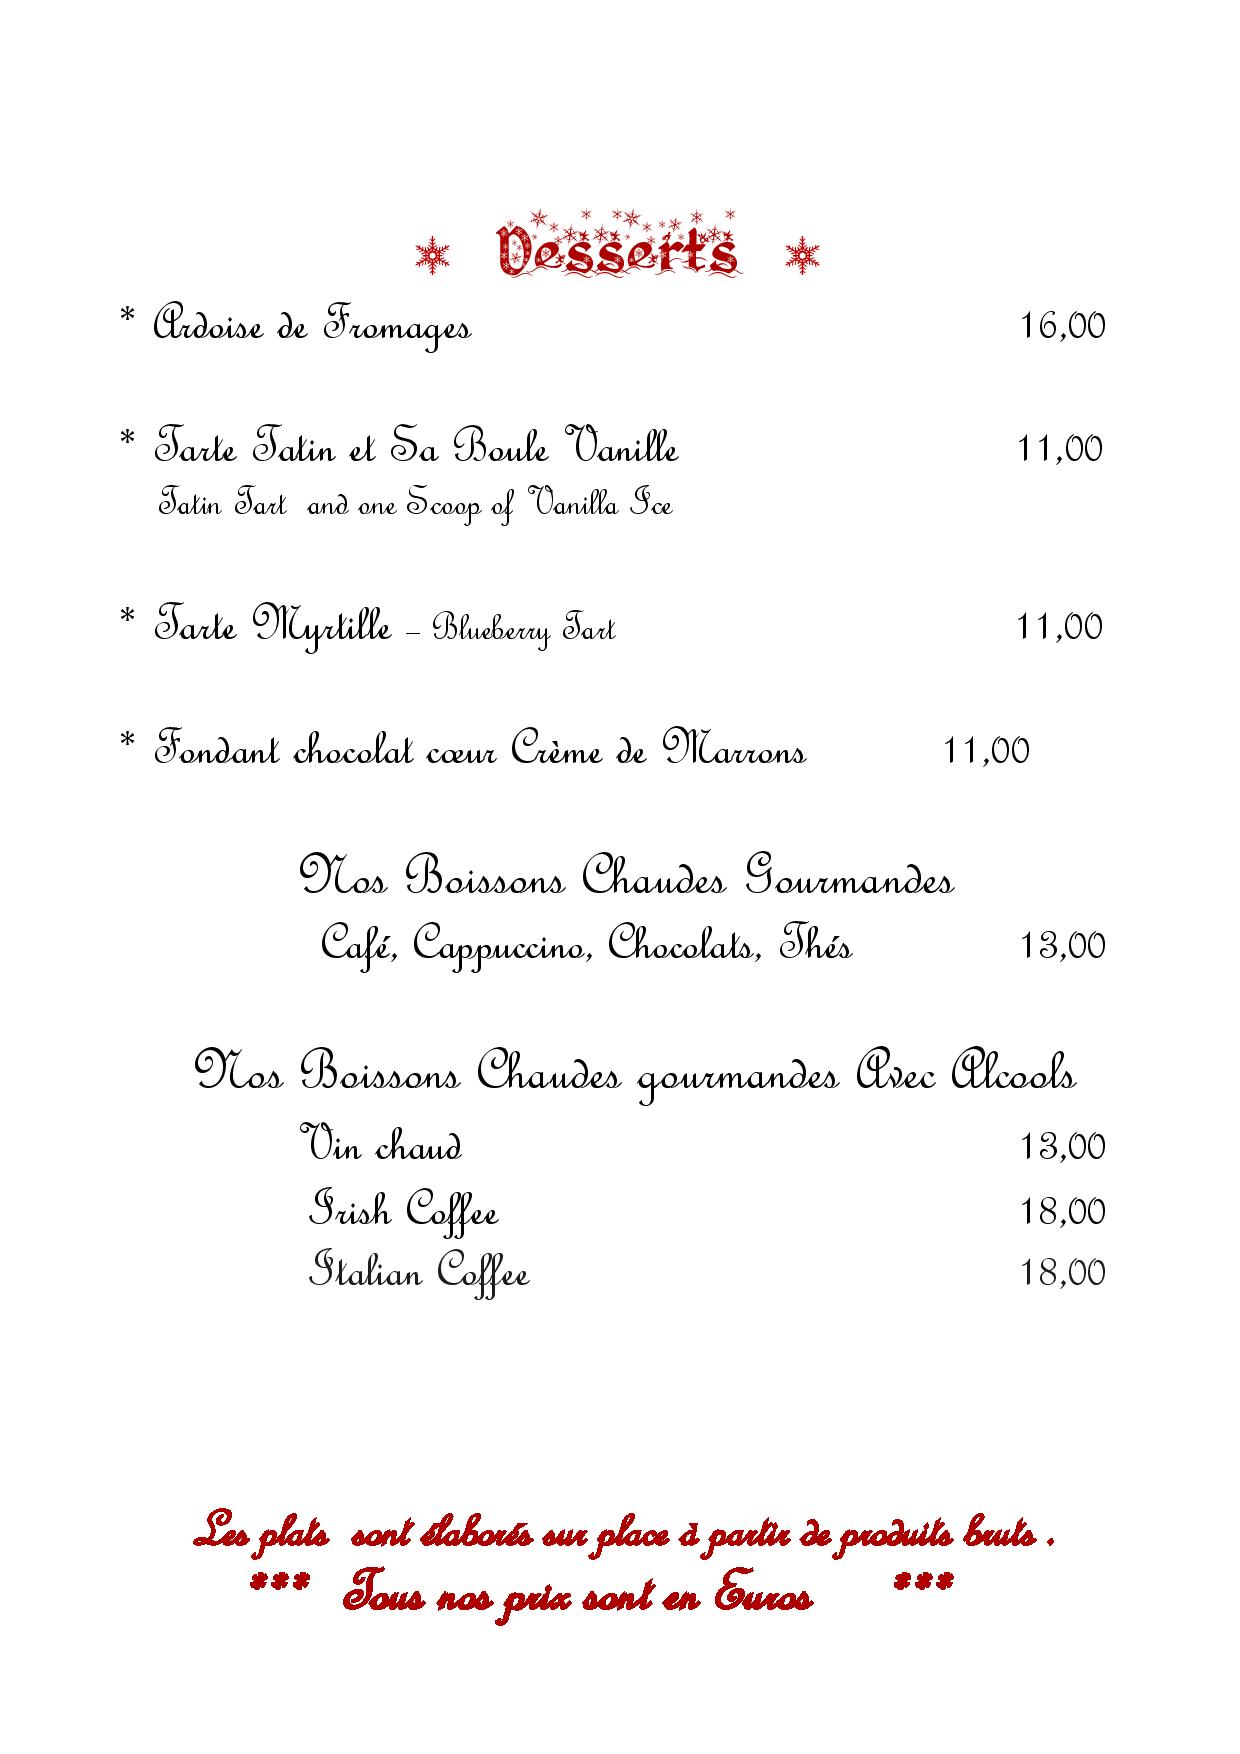 Desserts
* Ardoise de Fromages 16,00
* Tarte Tatin et Sa Boule Vanille 11,00
Tatin Tart and one Scoop of Vanilla Ice
* Tarte Myrtille – Blueberry Tart 11,00
* Fondant chocolat cœur Crème de Marrons 11,00
Nos Boissons Chaudes Gourmandes
Café, Cappuccino, Chocolats, Thés 13,00
Nos Boissons Chaudes gourmandes Avec Alcools
Vin chaud 13,00
Irish Coffee 18,00
Italian Coffee 18,00
Les plats sont élaborés sur place à partir de produits bruts .
*** Tous nos prix sont en Euros ***